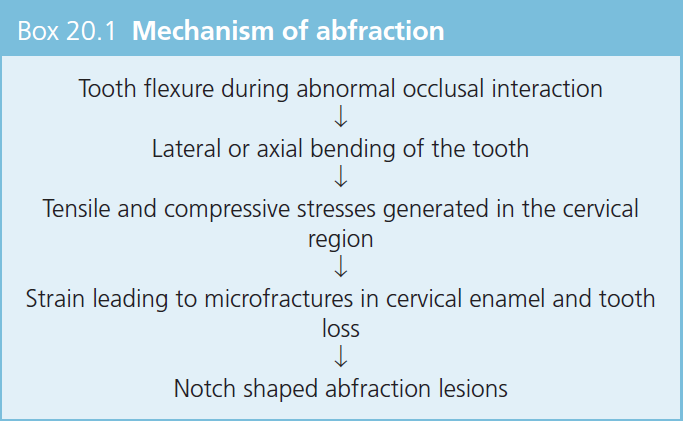 Box 20.1 Mechanism of abfraction
Tooth flexure during abnormal occlusal interaction
↓
Lateral or axial bending of the tooth
↓
Tensile and compressive stresses generated in the cervical
region
↓
Strain leading to microfractures in cervical enamel and tooth
loss
↓
Notch shaped abfraction lesions